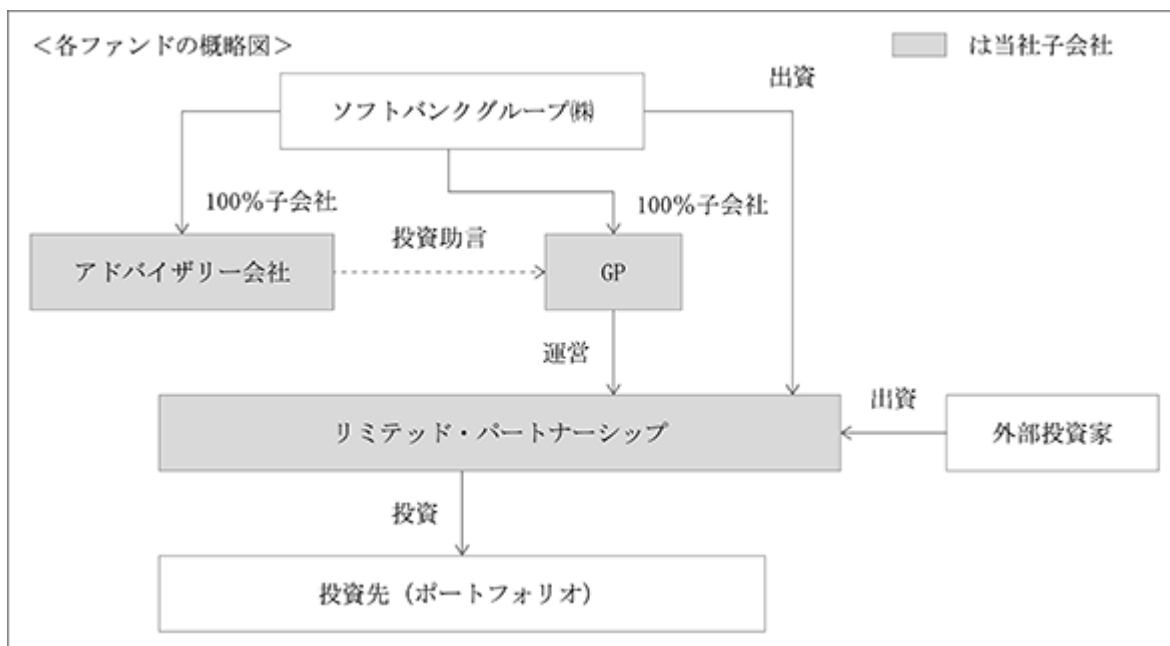 <各ファンドの概略図>
は当社子会社
出資
ソフトバンクグループ㈱
100%子会社
100%子会社
投資助言
アドバイザリー会社
GP
運営
出資
リミテッド・パートナーシップ
外部投資家
投資
投資先(ポートフォリオ)